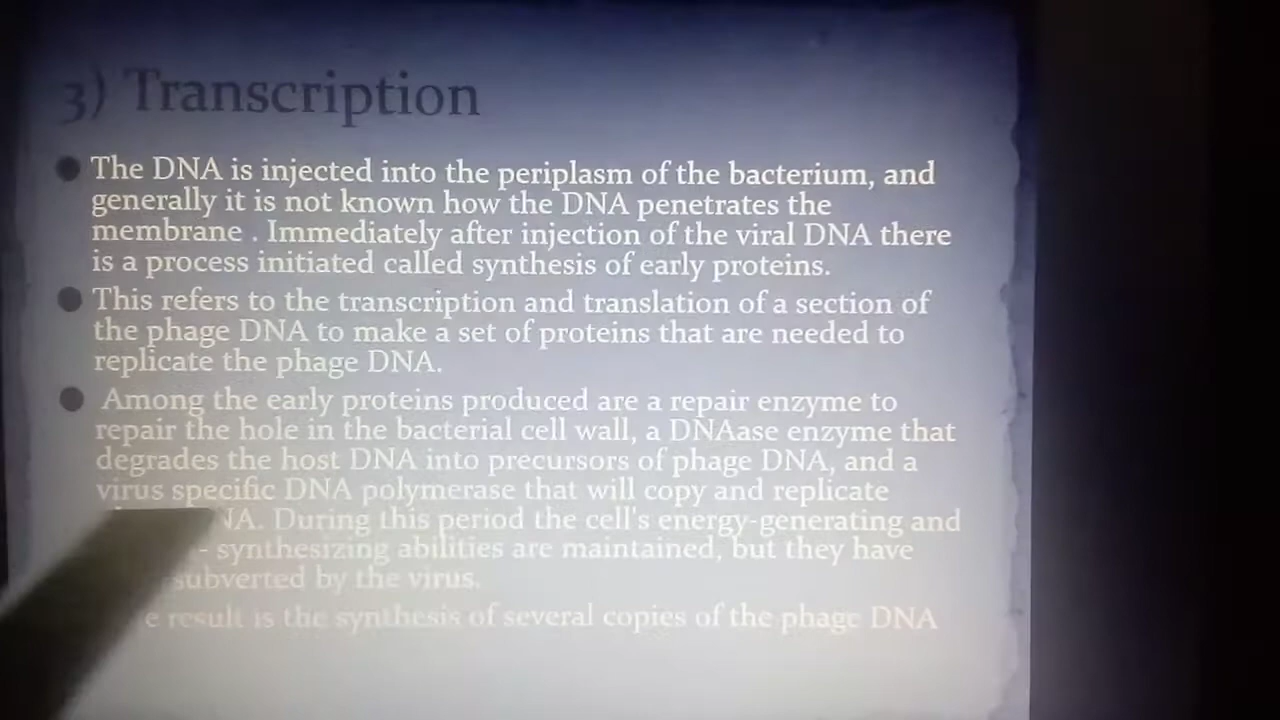 3) Transcription
The DNA is injected into the periplasm of the bacterium, and
generally it is not known how the DNA penetrates the
membrane . Immediately after injection of the viral DNA there
is a process initiated called synthesis of early proteins.
This refers to the transcription and translation of a section of
the phage DNA to make a set of proteins that are needed to
replicate the phage DNA.
Among the early proteins produced are a repair enzyme to
repair the hole in the bacterial cell wall, a DNAase enzyme that
degrades the host DNA into precursors of phage DNA, and a
virus specific DNA polymerase that will copy and replicate
During this period the cell's energy-generating and
- synthesizing abilities are maintained, but they have
subverted by the virus.
result is the synthesis of several copies of the phage DNA